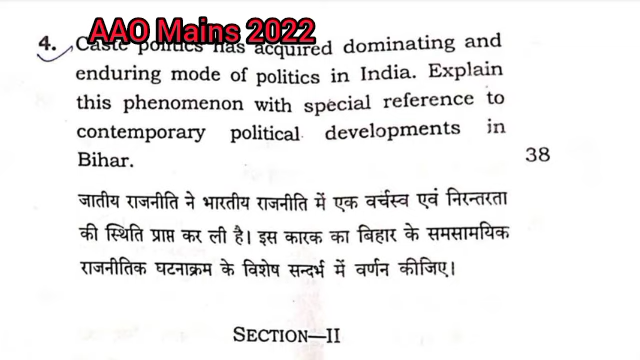 AAO Mains 2022
4. Caste politics has acquired dominating and
enduring mode of politics in India. Explain
this phenomenon with special reference to
contemporary political developments in
Bihar.
38
जातीय राजनीति ने भारतीय राजनीति में एक वर्चस्व एवं निरन्तरता
की स्थिति प्राप्त कर ली है। इस कारक का बिहार के समसामयिक
राजनीतिक घटनाक्रम के विशेष सन्दर्भ में वर्णन कीजिए।
SECTION—II